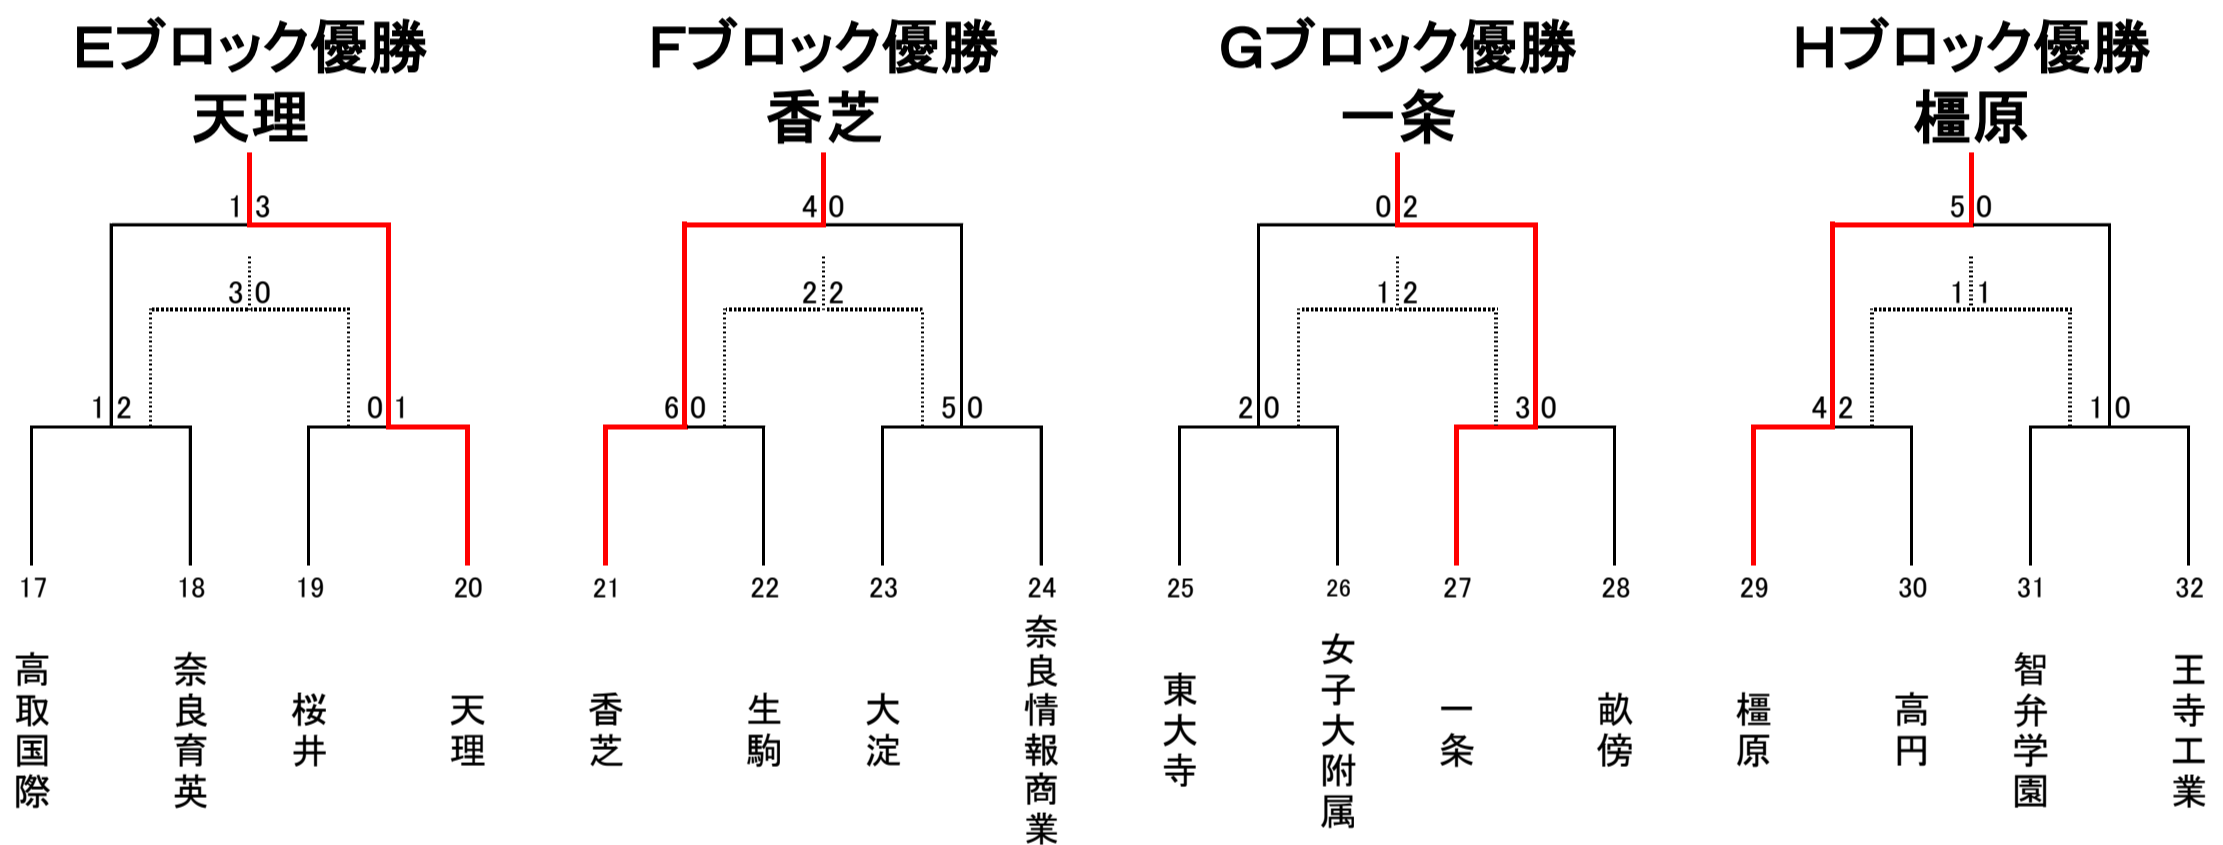 Eブロック優勝
天理
Fブロック優勝
香芝
Gブロック優勝
一条
Hブロック優勝
橿原
1 3
4 0
0 2
5 0
3 0
2 2
1 2
1 1
1 2
0 1
6 0
5 0
2 0
3 0
4 2
1 0
17
18
19
20
21
22
23
24
25
26
27
28
29
30
31
32
高取国際
奈良育英
桜井
天理
香芝
生駒
大淀
奈良情報商業
東大寺
女子大附属
一条
畝傍
橿原
高円
智弁学園
王寺工業